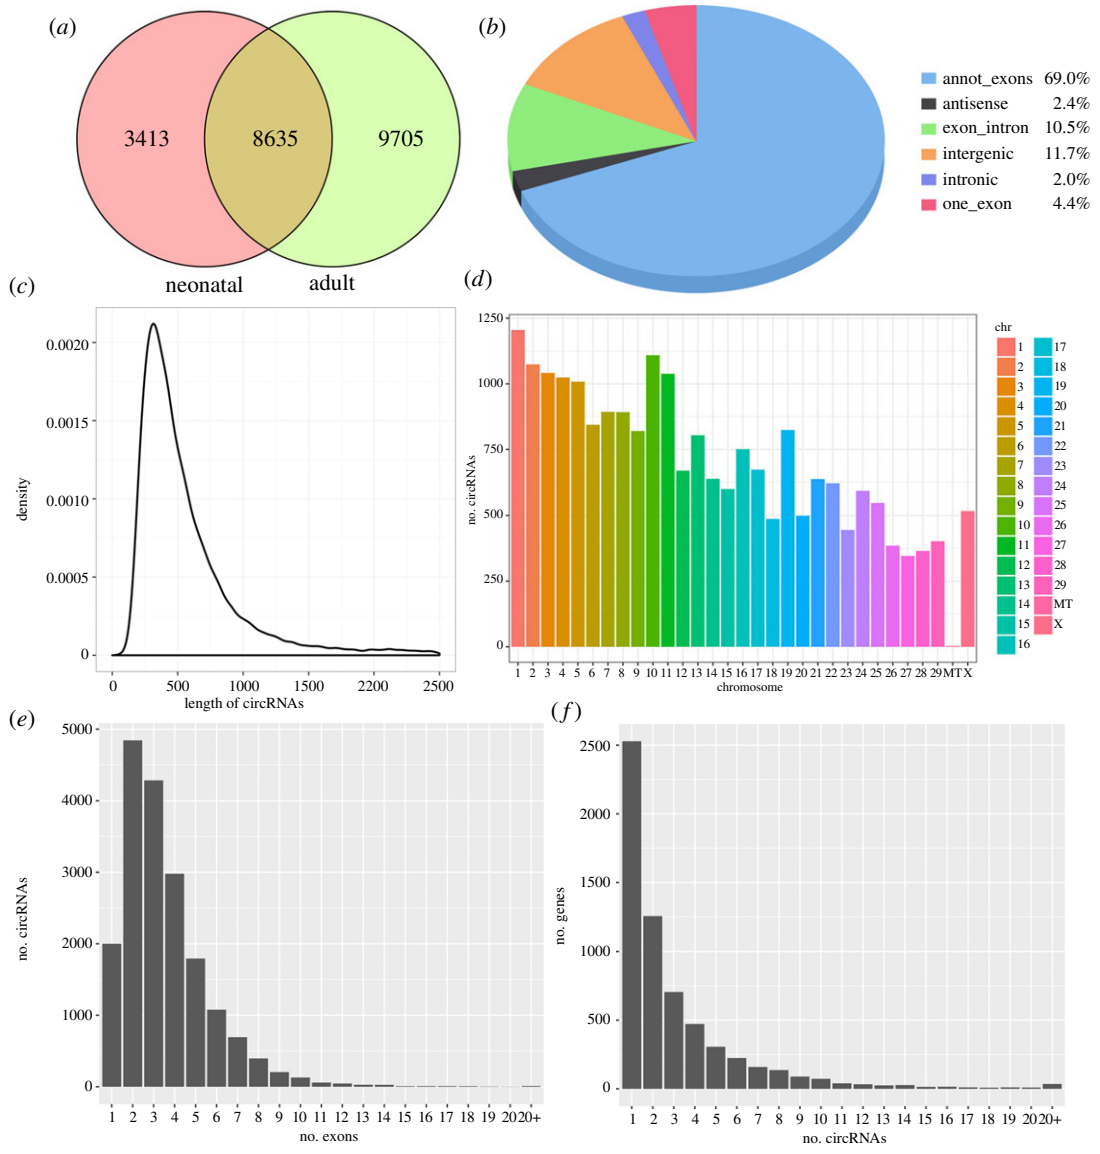 (a)
3413
8635
9705
neonatal
adult
(b)
annot_exons 69.0%
antisense 2.4%
exon_intron 10.5%
intergenic 11.7%
intronic 2.0%
one_exon 4.4%
(c)
density
0.0020
0.0015
0.0010
0.0005
0
0 500 1000 1500 2200 2500
length of circRNAs
(d)
no. circRNAs
1250
1000
750
500
250
0
1 2 3 4 5 6 7 8 9 10 11 12 13 14 15 16 17 18 19 20 21 22 23 24 25 26 27 28 29 MT X
chromosome
chr
1 17
2 18
3 19
4 20
5 21
6 22
7 23
8 24
9 25
10 26
11 27
12 28
13 29
14 MT
15 X
16
(e)
no. circRNAs
5000
4000
3000
2000
1000
0
1 2 3 4 5 6 7 8 9 10 11 12 13 14 15 16 17 18 19 20 20+
no. exons
(f)
no. genes
2500
2000
1500
1000
500
0
1 2 3 4 5 6 7 8 9 10 11 12 13 14 15 16 17 18 19 20 20+
no. circRNAs